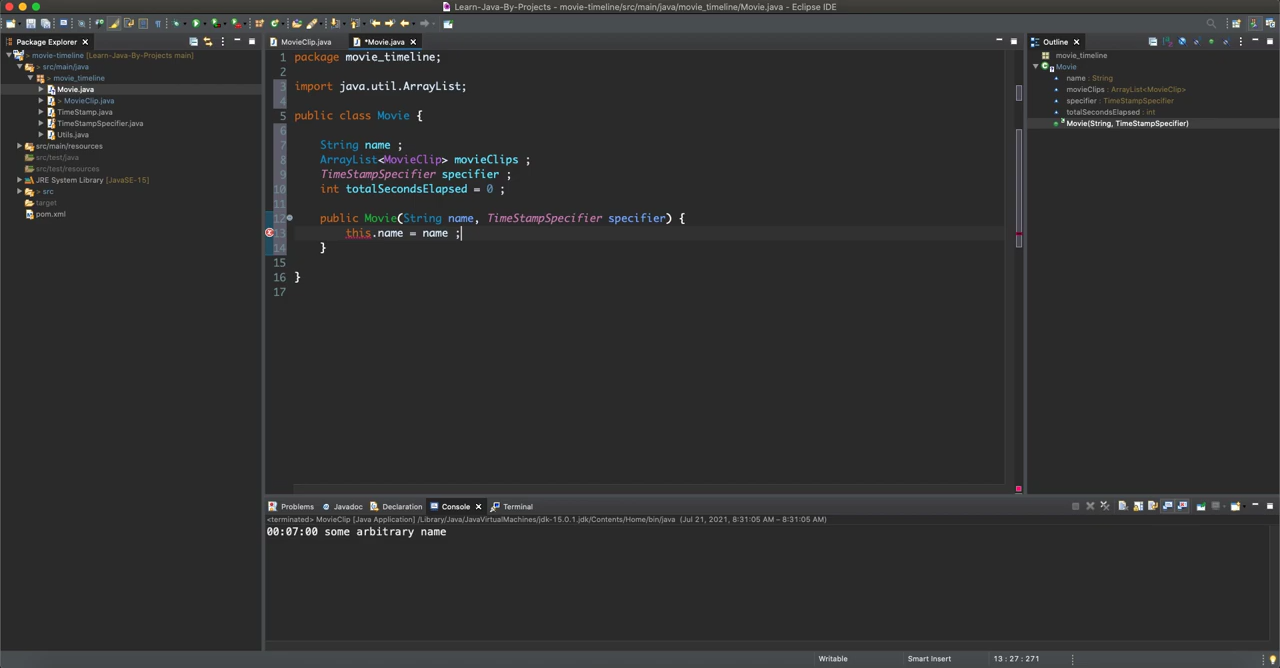 Learn-Java-By-Projects - movie-timeline/src/main/java/movie_timeline/Movie.java - Eclipse IDE
Package Explorer
> movie-timeline [Learn-Java-By-Projects main]
> src/main/java
> movie_timeline
Movie.java
> MovieClip.java
TimeStamp.java
TimeStampSpecifier.java
Utils.java
src/main/resources
src/test/java
src/test/resources
JRE System Library [JavaSE-15]
> src
target
pom.xml
MovieClip.java
*Movie.java
1 package movie_timeline;
2
3 import java.util.ArrayList;
4
5 public class Movie {
6
7 String name ;
8 ArrayList<MovieClip> movieClips ;
9 TimeStampSpecifier specifier ;
10 int totalSecondsElapsed = 0 ;
11
12 public Movie(String name, TimeStampSpecifier specifier) {
13 this.name = name ;
14 }
15
16 }
17
Outline
movie_timeline
Movie
name : String
movieClips : ArrayList<MovieClip>
specifier : TimeStampSpecifier
totalSecondsElapsed : int
Movie(String, TimeStampSpecifier)
Problems Javadoc Declaration Console Terminal
<terminated> MovieClip [Java Application] /Library/Java/JavaVirtualMachines/jdk-15.0.1.jdk/Contents/Home/bin/java (Jul 21, 2021, 8:31:05 AM – 8:31:05 AM)
00:07:00 some arbitrary name
Writable Smart Insert 13 : 27 : 271